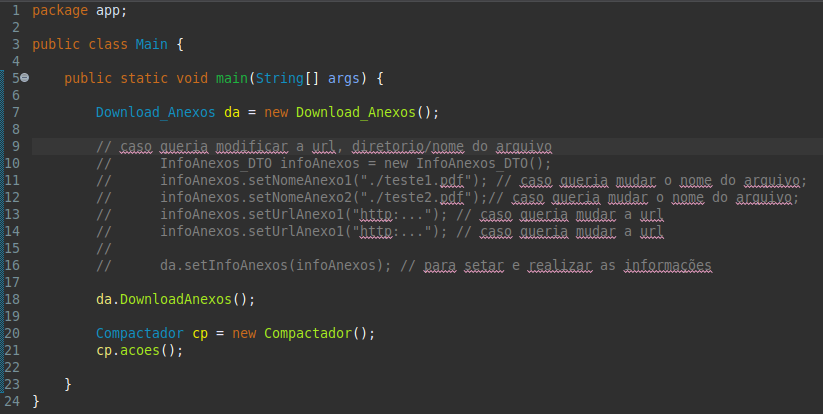 1 package app;
2
3 public class Main {
4
5 public static void main(String[] args) {
6
7 Download_Anexos da = new Download_Anexos();
8
9 // caso queria modificar a url, diretorio/nome do arquivo
10 // InfoAnexos_DTO infoAnexos = new InfoAnexos_DTO();
11 // infoAnexos.setNomeAnexo1("./teste1.pdf"); // caso queria mudar o nome do arquivo;
12 // infoAnexos.setNomeAnexo2("./teste2.pdf");// caso queria mudar o nome do arquivo;
13 // infoAnexos.setUrlAnexo1("http:..."); // caso queria mudar a url
14 // infoAnexos.setUrlAnexo1("http:..."); // caso queria mudar a url
15 //
16 // da.setInfoAnexos(infoAnexos); // para setar e realizar as informações
17
18 da.DownloadAnexos();
19
20 Compactador cp = new Compactador();
21 cp.acoes();
22
23 }
24 }